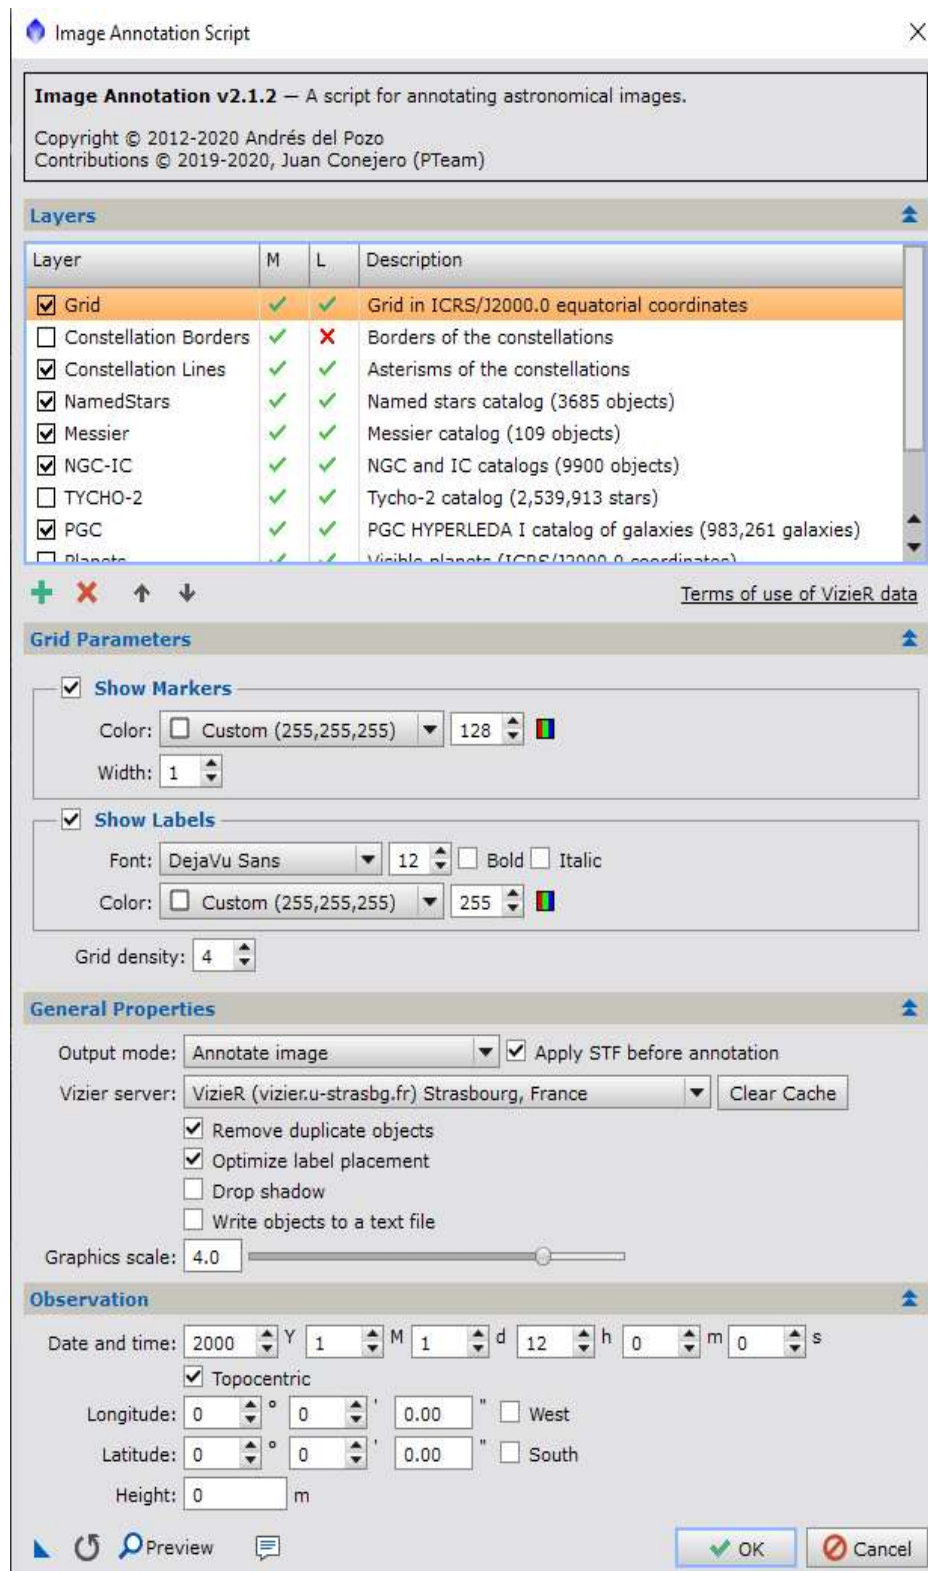 Image Annotation Script
Image Annotation v2.1.2 — A script for annotating astronomical images.
Copyright © 2012-2020 Andrés del Pozo
Contributions © 2019-2020, Juan Conejero (PTeam)
Layers
Layer M L Description
Grid Grid in ICRS/J2000.0 equatorial coordinates
Constellation Borders Borders of the constellations
Constellation Lines Asterisms of the constellations
NamedStars Named stars catalog (3685 objects)
Messier Messier catalog (109 objects)
NGC-IC NGC and IC catalogs (9900 objects)
TYCHO-2 Tycho-2 catalog (2,539,913 stars)
PGC PGC HYPERLEDA I catalog of galaxies (983,261 galaxies)
Planets Visible planets (ICRS/J2000.0 coordinates)
Terms of use of VizieR data
Grid Parameters
Show Markers
Color: Custom (255,255,255) 128
Width: 1
Show Labels
Font: DejaVu Sans 12 Bold Italic
Color: Custom (255,255,255) 255
Grid density: 4
General Properties
Output mode: Annotate image Apply STF before annotation
Vizier server: VizieR (vizier.u-strasbg.fr) Strasbourg, France Clear Cache
Remove duplicate objects
Optimize label placement
Drop shadow
Write objects to a text file
Graphics scale: 4.0
Observation
Date and time: 2000 Y 1 M 1 d 12 h 0 m 0 s
Topocentric
Longitude: 0 ° 0 ' 0.00 " West
Latitude: 0 ° 0 ' 0.00 " South
Height: 0 m
Preview OK Cancel